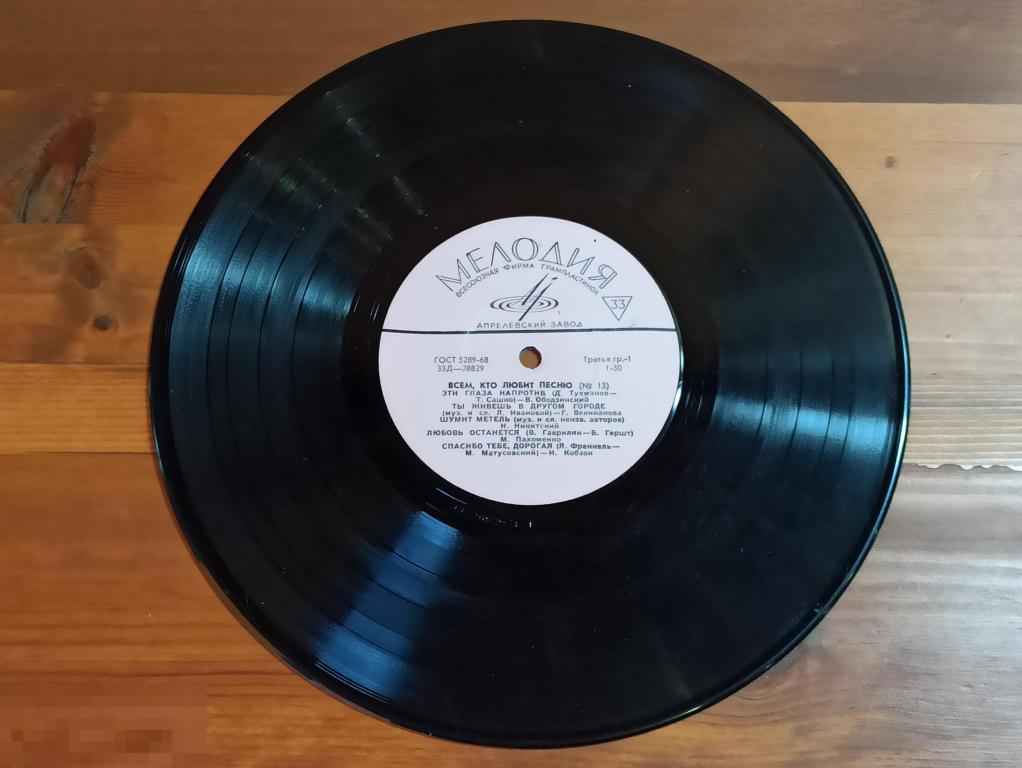 МЕЛОДИЯ
ВСЕСОЮЗНАЯ ФИРМА ГРАМПЛАСТИНОК
33
АПРЕЛЕВСКИЙ ЗАВОД
ГОСТ 5289-68 Третья гр.-1
33Д—28829 1-30
ВСЕМ, КТО ЛЮБИТ ПЕСНЮ (№ 13)
ЭТИ ГЛАЗА НАПРОТИВ (Д. Тухманов—
Т. Сашко)—В. Ободзинский
ТЫ ЖИВЕШЬ В ДРУГОМ ГОРОДЕ
(муз. и сл. Л. Ивановой)—Г. Великанова
ШУМИТ МЕТЕЛЬ (муз. и сл. неизв. авторов)
Н. Никитский
ЛЮБОВЬ ОСТАНЕТСЯ (В. Гаврилин—Б. Гершт)
М. Пахоменко
СПАСИБО ТЕБЕ, ДОРОГАЯ (Я. Френкель—
М. Матусовский)—И. Кобзон